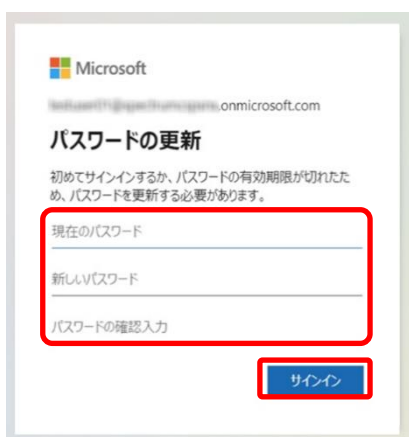 Microsoft
.onmicrosoft.com
パスワードの更新
初めてサインインするか、パスワードの有効期限が切れたた
め、パスワードを更新する必要があります。
現在のパスワード
新しいパスワード
パスワードの確認入力
サインイン